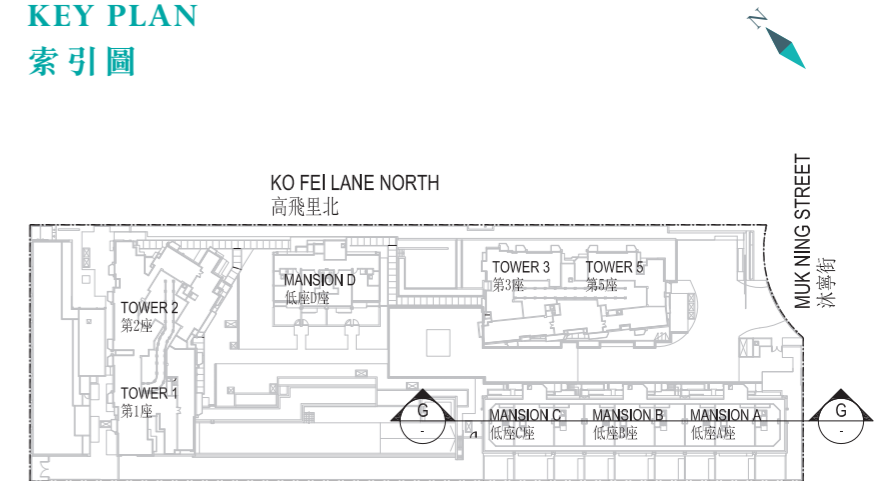 KEY PLAN
索引圖
N
KO FEI LANE NORTH
高飛里北
MUK NING STREET
沐寧街
TOWER 3
第3座
TOWER 5
第5座
MANSION D
低座D座
TOWER 2
第2座
TOWER 1
第1座
G
-
MANSION C
低座C座
MANSION B
低座B座
MANSION A
低座A座
G
-